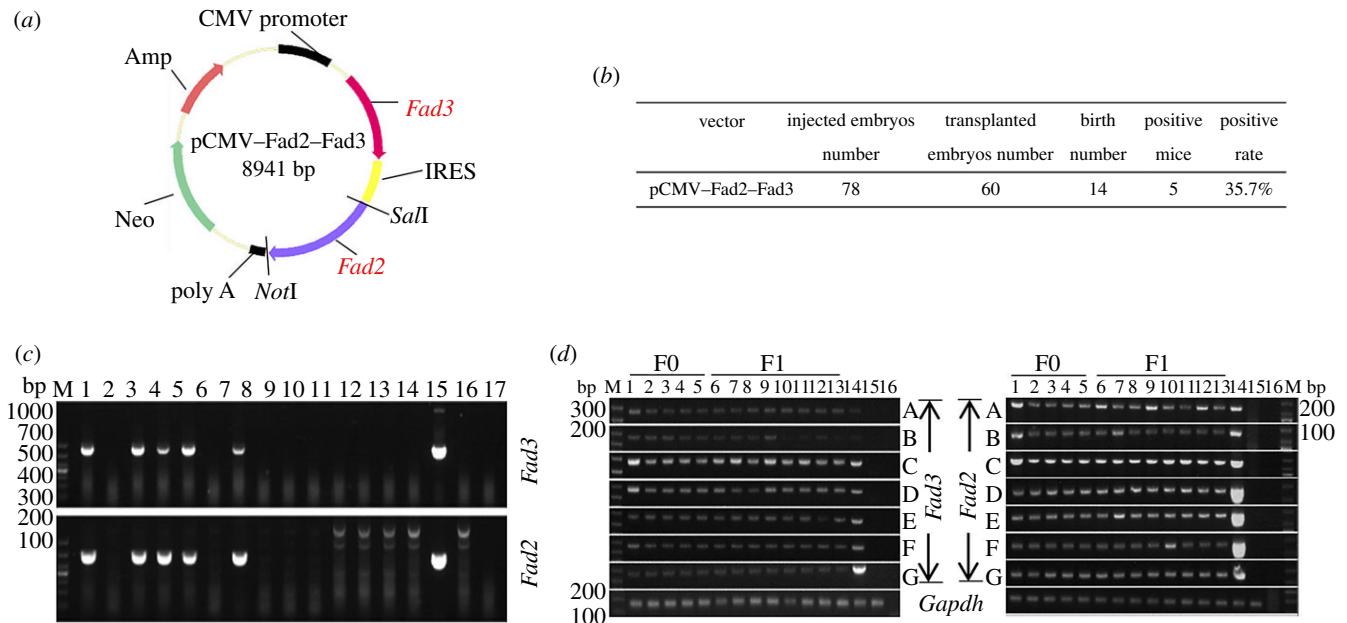 (a)
CMV promoter
Amp
Fad3
pCMV–Fad2–Fad3
8941 bp
IRES
SalI
Neo
Fad2
poly A
NotI
(b)
vector injected embryos number transplanted embryos number birth number positive mice positive rate
pCMV–Fad2–Fad3 78 60 14 5 35.7%
(c)
bp M 1 2 3 4 5 6 7 8 9 10 11 12 13 14 15 16 17
1000
700
500
400
300
Fad3
200
100
Fad2
(d)
F0 F1
bp M 1 2 3 4 5 6 7 8 9 10 11 12 13 14 15 16
300
200
200
100
A
B
C
D
E
F
G
Fad3
Fad2
Gapdh
F0 F1
1 2 3 4 5 6 7 8 9 10 11 12 13 14 15 16 M bp
A
B
C
D
E
F
G
200
100